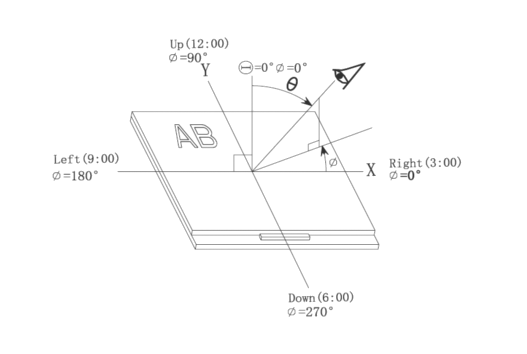 Up(12:00)
∅=90°
Y
Θ=0°∅=0°
θ
AB
Left(9:00)
∅=180°
∅
X
Right(3:00)
∅=0°
Down(6:00)
∅=270°